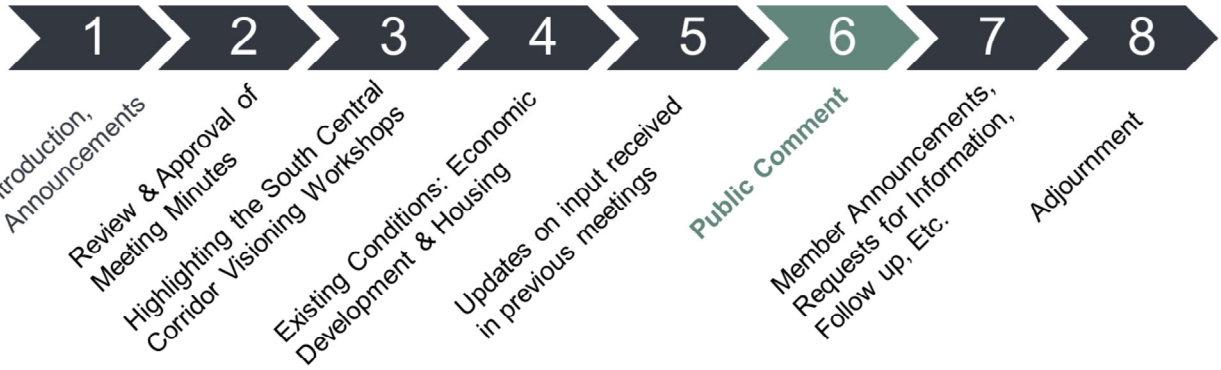 1 2 3 4 5 6 7 8
Announcements
Review & Approval of
Meeting Minutes
Highlighting the South Central
Corridor Visioning Workshops
Existing Conditions: Economic
Development & Housing
Updates on input received
in previous meetings
Public Comment
Member Announcements,
Requests for Information,
Follow up, Etc.
Adjournment